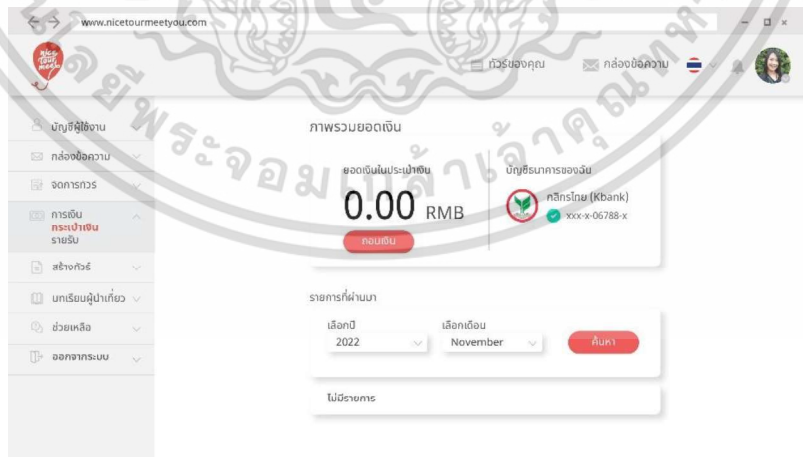 www.nicetourmeetyou.com
nice
tour
meet
ทัวร์ของคุณ
กล่องข้อความ
บัญชีผู้ใช้งาน
กล่องข้อความ
จัดการทัวร์
การเงิน
กระเป๋าเงิน
รายรับ
สร้างทัวร์
บทเรียนผู้นำเที่ยว
ช่วยเหลือ
ออกจากระบบ
ภาพรวมยอดเงิน
ยอดเงินในกระเป๋าเงิน
0.00 RMB
ถอนเงิน
บัญชีธนาคารของฉัน
กสิกรไทย (Kbank)
xxx-x-06788-x
รายการที่ผ่านมา
เลือกปี
เลือกเดือน
2022
November
ค้นหา
ไม่มีรายการ